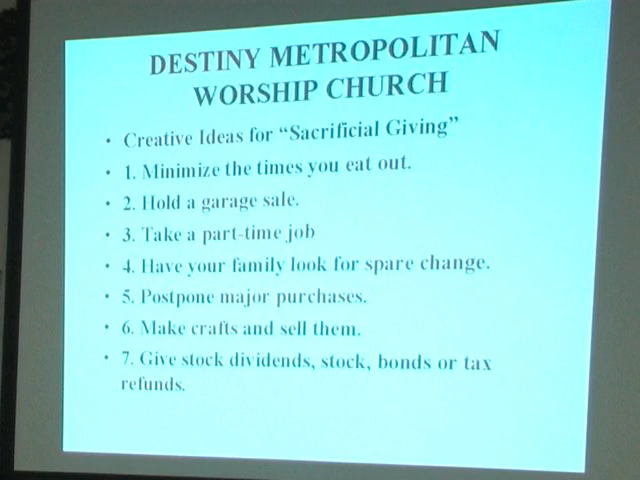 DESTINY METROPOLITAN
WORSHIP CHURCH
• Creative Ideas for “Sacrificial Giving”
• 1. Minimize the times you eat out.
• 2. Hold a garage sale.
• 3. Take a part-time job
• 4. Have your family look for spare change.
• 5. Postpone major purchases.
• 6. Make crafts and sell them.
• 7. Give stock dividends, stock, bonds or tax
refunds.